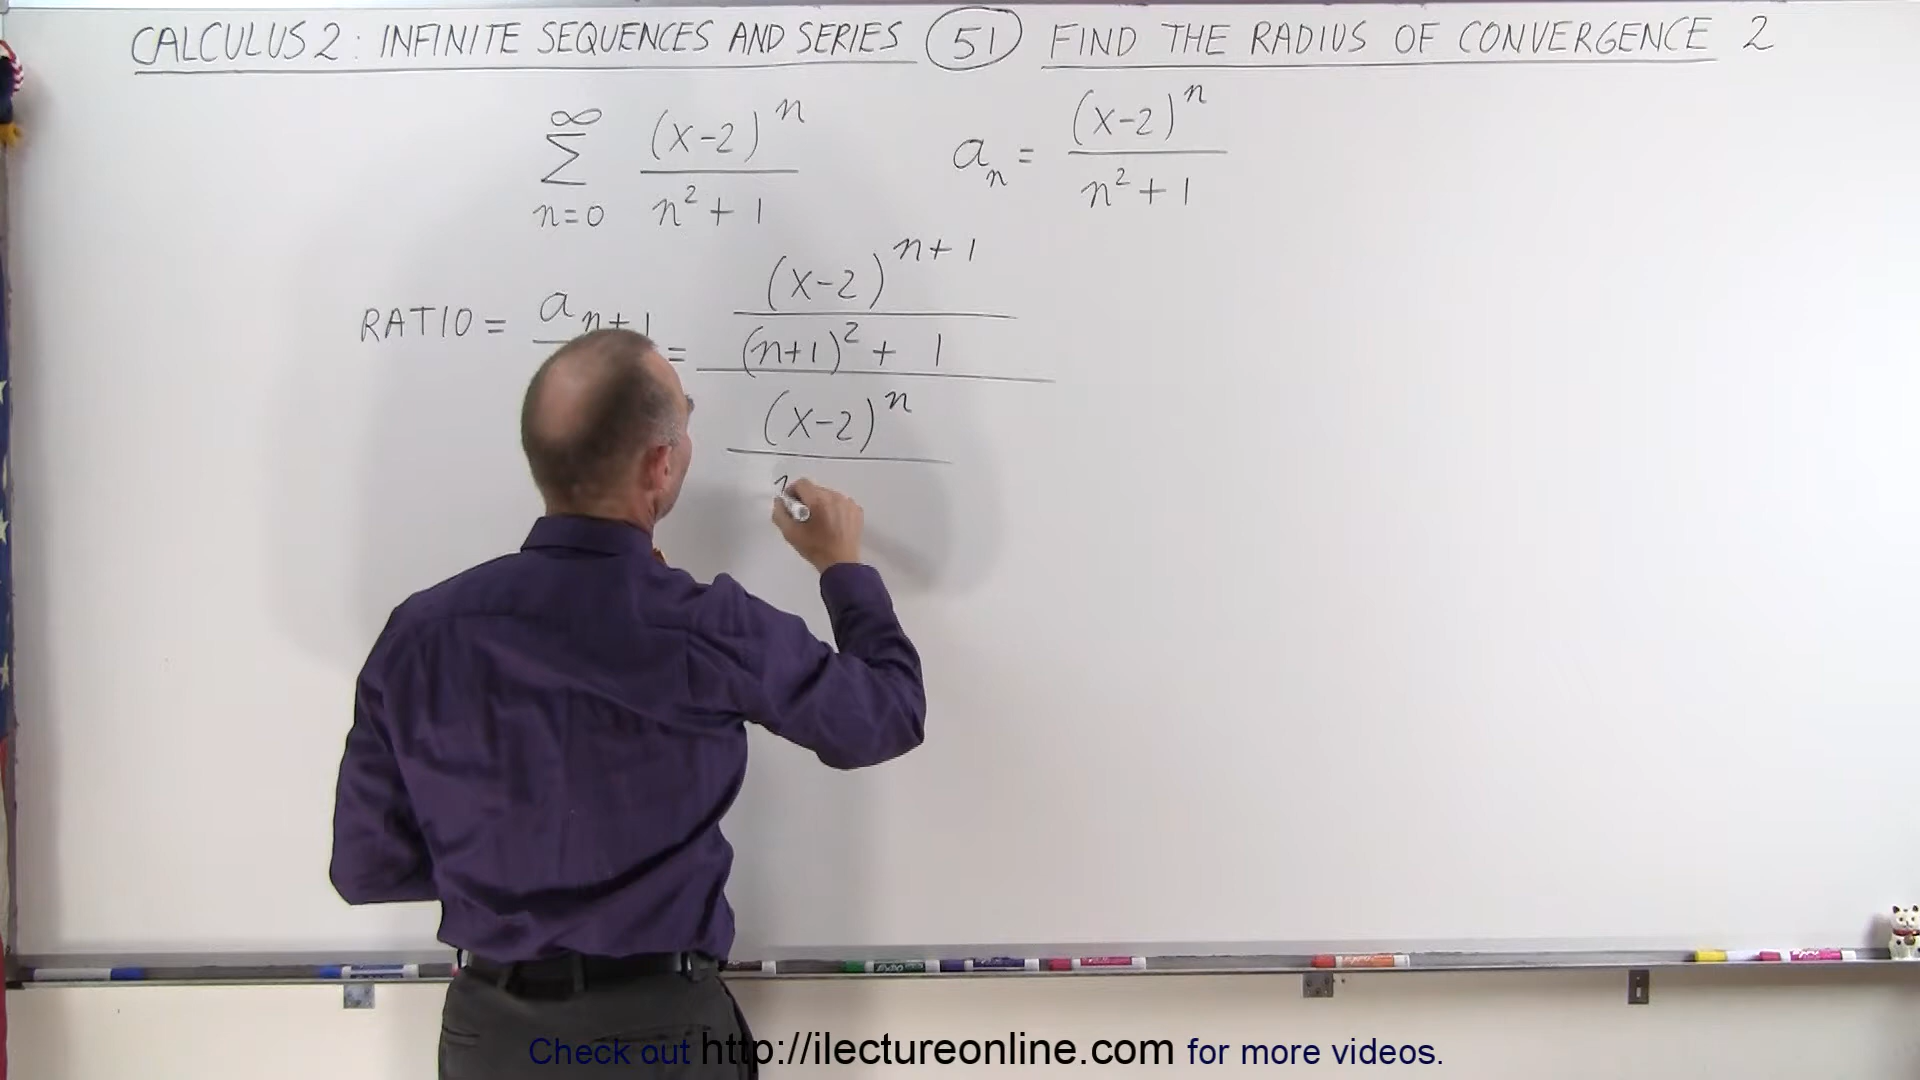 CALCULUS 2: INFINITE SEQUENCES AND SERIES 51 FIND THE RADIUS OF CONVERGENCE 2
∞
Σ (x-2)^n / n²+1
n=0
a_n = (x-2)^n / n²+1
RATIO = a_n+1 =
(x-2)^n+1
(n+1)² + 1
(x-2)^n
Check out http://ilectureonline.com for more videos.